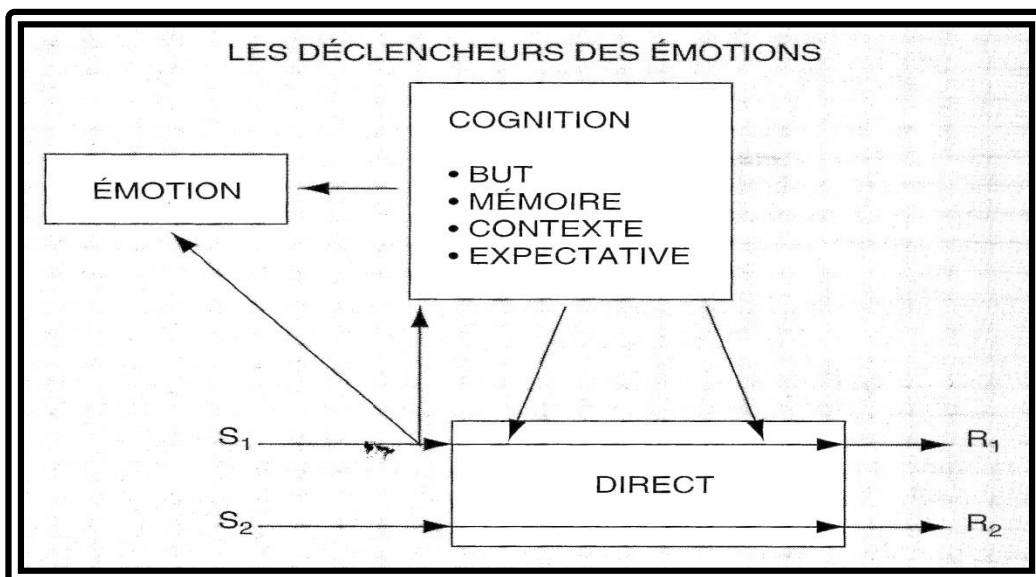 LES DÉCLENCHEURS DES ÉMOTIONS
COGNITION
• BUT
• MÉMOIRE
• CONTEXTE
• EXPECTATIVE
ÉMOTION
S₁
R₁
DIRECT
S₂
R₂